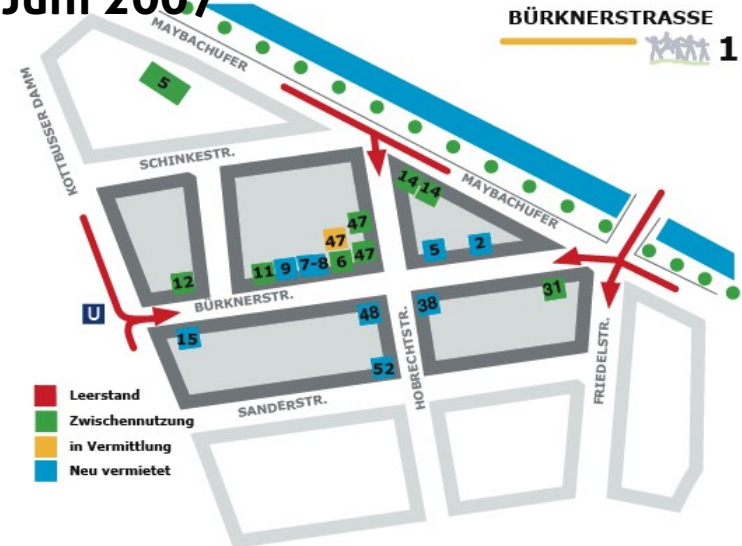 Juni 2007
BÜRKNERSTRASSE
1
MAYBACHUFER
KOTTBUSSER DAMM
5
SCHINKESTR.
14 14
MAYBACHUFER
47
47
47
12
11 9 7-8 6
5 2
BÜRKNERSTR.
U
15
48
38
31
52
HOBRECHTSTR.
FRIEDELSTR.
SANDERSTR.
Leerstand
Zwischennutzung
in Vermittlung
Neu vermietet